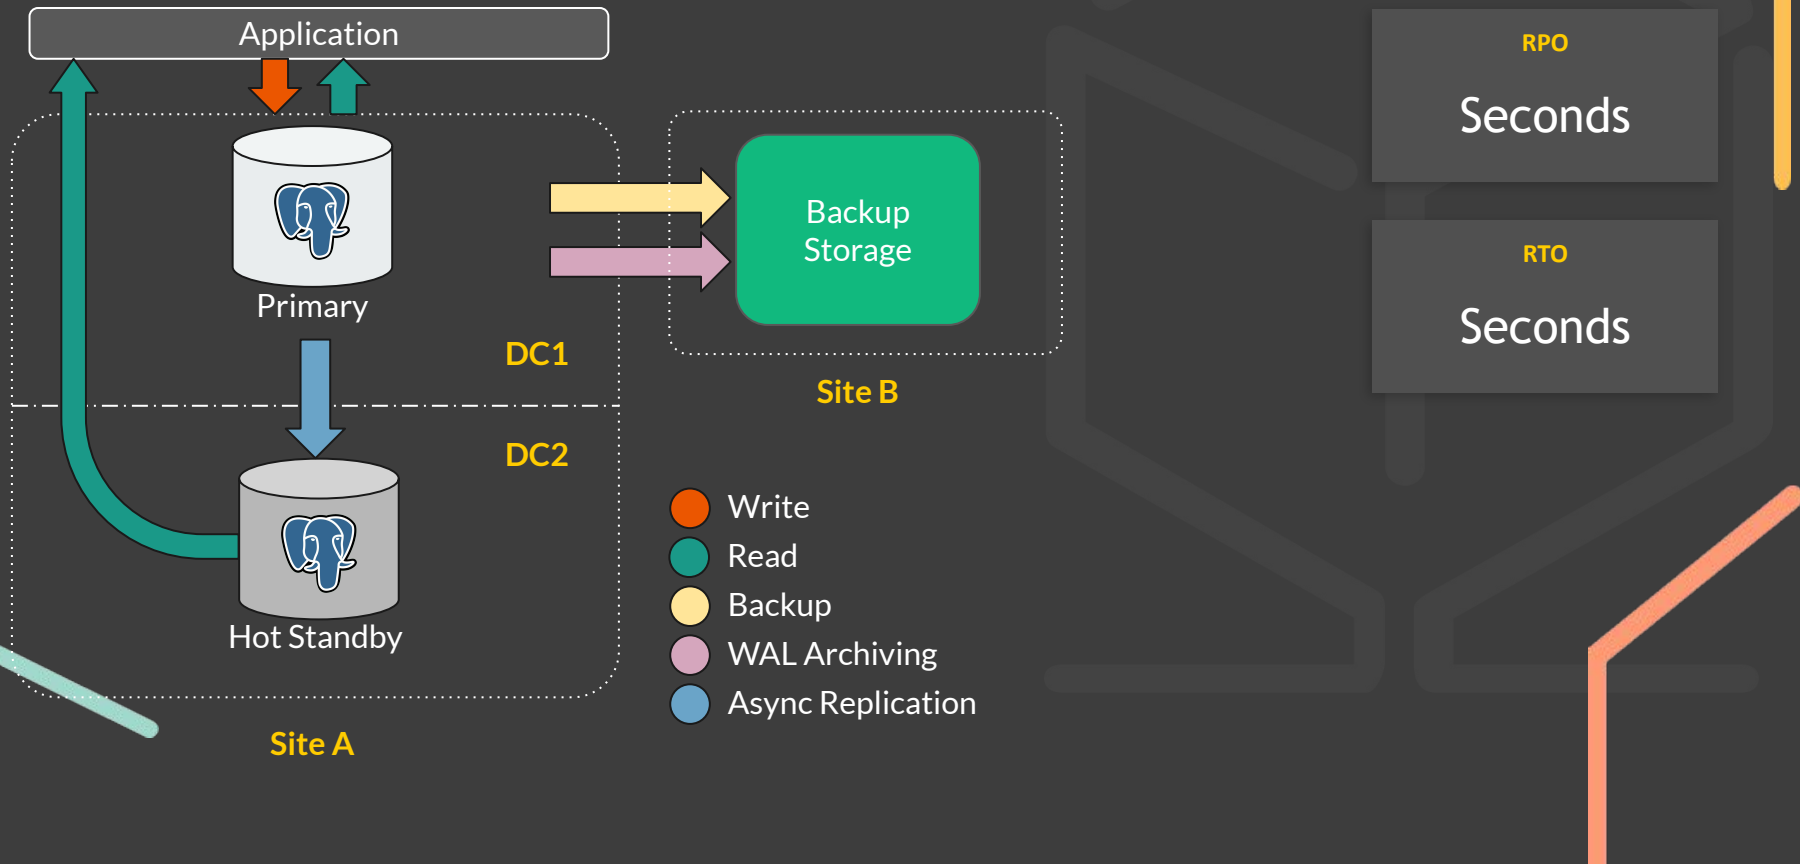 Application
RPO
Seconds
RTO
Seconds
Primary
Backup
Storage
DC1
Site B
DC2
Hot Standby
Site A
Write
Read
Backup
WAL Archiving
Async Replication